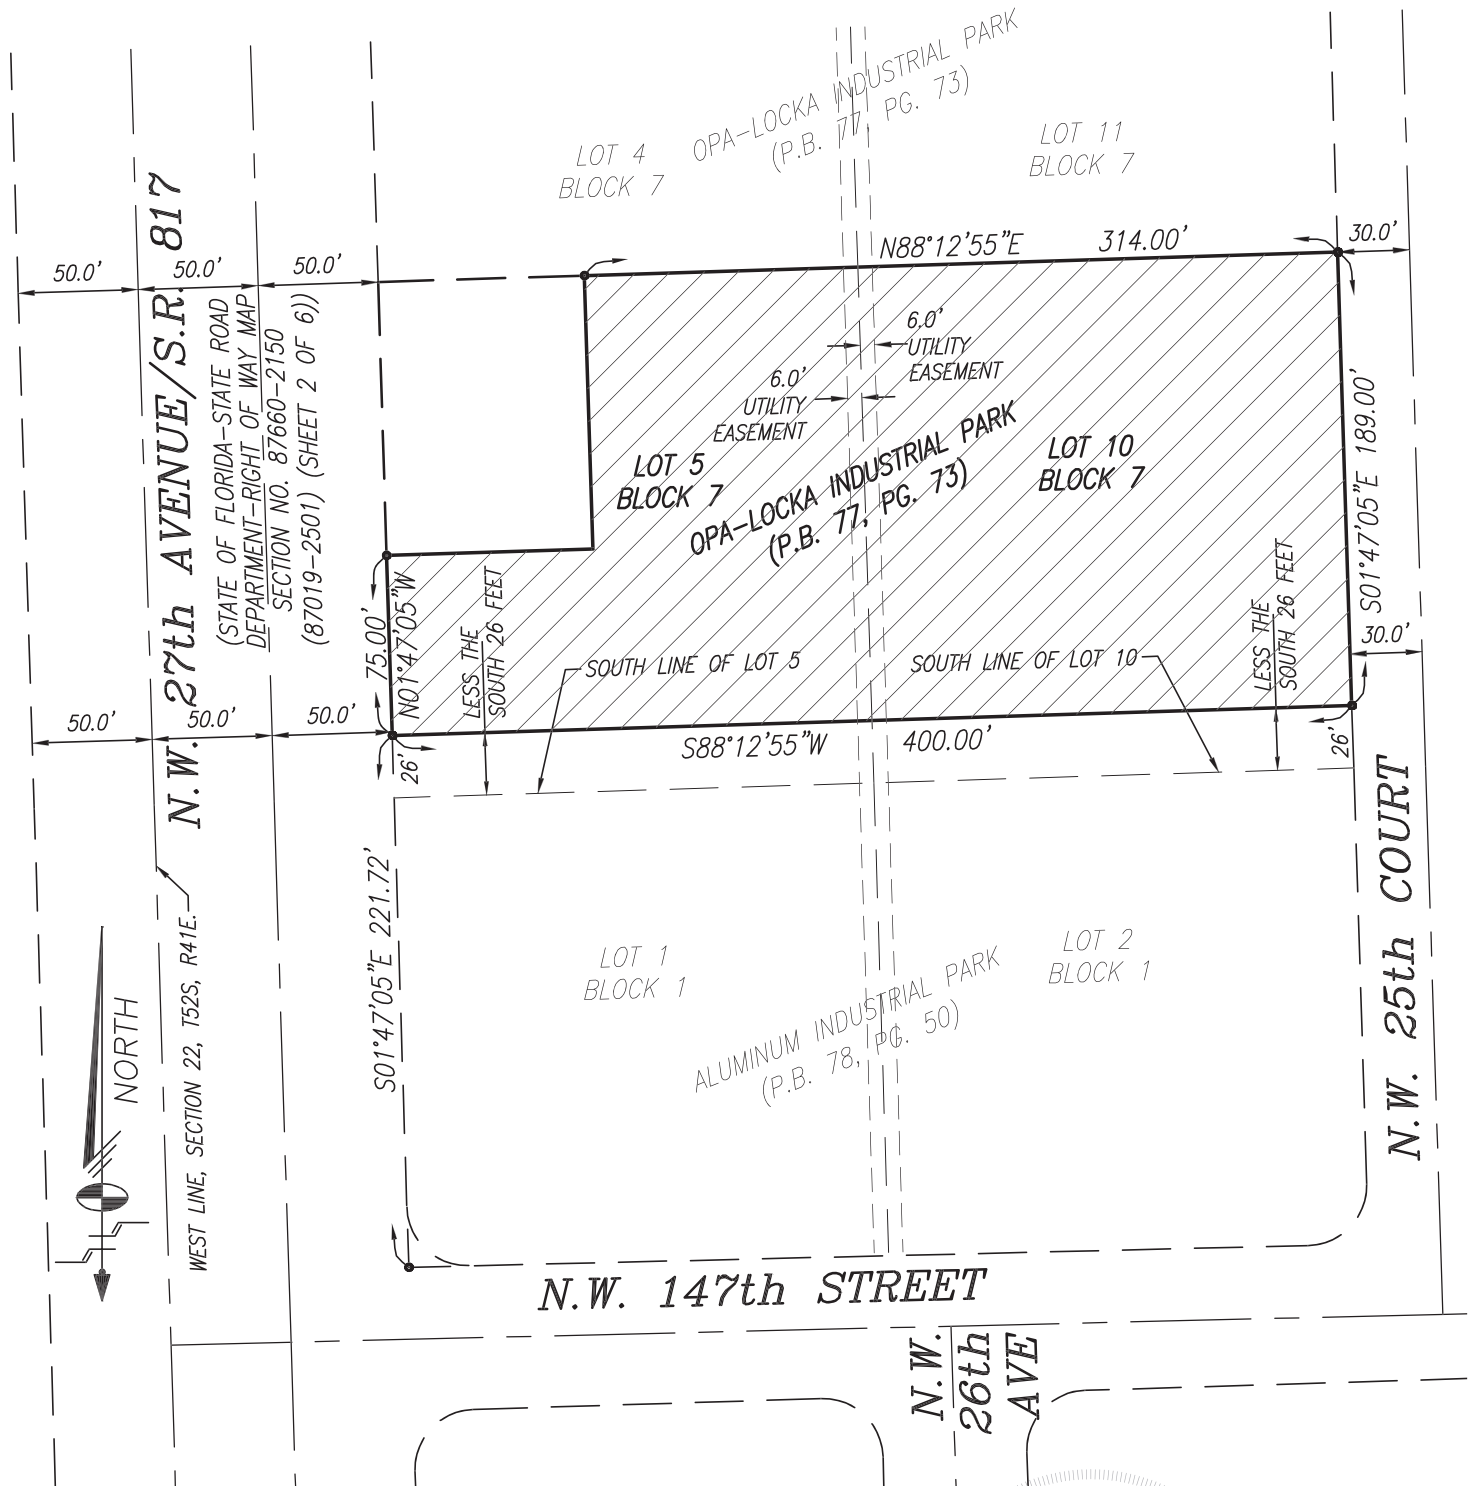 OPA-LOCKA INDUSTRIAL PARK
(P.B. 77, PG. 73)
LOT 4
BLOCK 7
LOT 11
BLOCK 7
N88°12'55"E 314.00'
30.0'
50.0'
50.0'
50.0'
N.W. 27th AVENUE/S.R. 817
(STATE OF FLORIDA-STATE ROAD
DEPARTMENT-RIGHT OF WAY MAP
SECTION NO. 87660-2150
(87019-2501) (SHEET 2 OF 6))
6.0'
UTILITY
EASEMENT
6.0'
UTILITY
EASEMENT
LOT 5
BLOCK 7
OPA-LOCKA INDUSTRIAL PARK
(P.B. 77, PG. 73)
LOT 10
BLOCK 7
S01°47'05"E 189.00'
75.00'
N01°47'05"W
LESS THE
SOUTH 26 FEET
SOUTH LINE OF LOT 5
SOUTH LINE OF LOT 10
LESS THE
SOUTH 26 FEET
30.0'
50.0'
50.0'
50.0'
26'
S88°12'55"W 400.00'
26'
S01°47'05"E 221.72'
N.W. 25th COURT
WEST LINE, SECTION 22, T52S, R41E.
NORTH
LOT 1
BLOCK 1
LOT 2
BLOCK 1
ALUMINUM INDUSTRIAL PARK
(P.B. 78, PG. 50)
N.W. 147th STREET
N.W.
26th
AVE